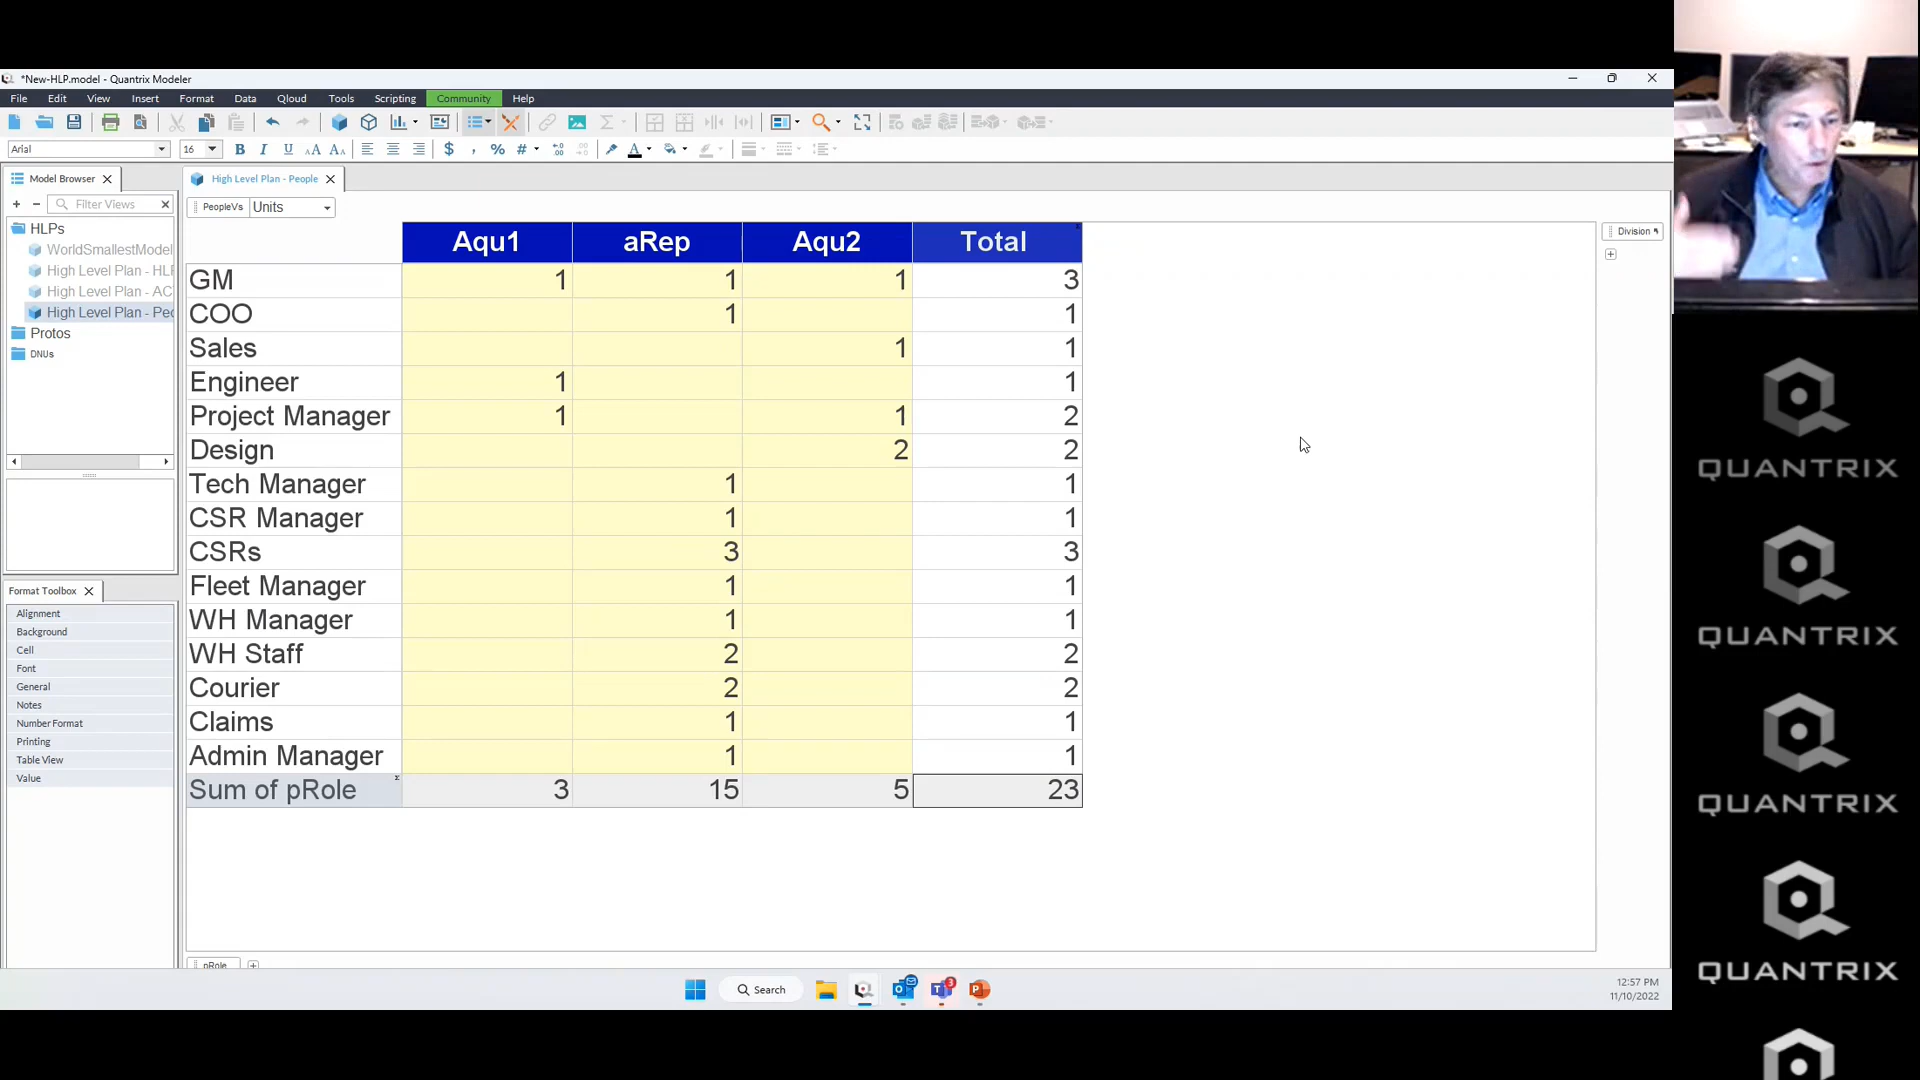 *New-HLP.model - Quantrix Modeler
File Edit View Insert Format Data Qloud Tools Scripting Community Help
Arial 16 B I U AA AA $ , % # A
Model Browser High Level Plan - People
Filter Views PeopleVs Units
HLPs
WorldSmallestModel
High Level Plan - HL
High Level Plan - AC
High Level Plan - Peo
Protos
DNUs
Division
Aqu1 aRep Aqu2 Total
GM 1 1 1 3
COO 1 1
Sales 1 1
Engineer 1 1
Project Manager 1 1 2
Design 2 2
Tech Manager 1 1
CSR Manager 1 1
CSRs 3 3
Fleet Manager 1 1
WH Manager 1 1
WH Staff 2 2
Courier 2 2
Claims 1 1
Admin Manager 1 1
Sum of pRole 3 15 5 23
Format Toolbox
Alignment
Background
Cell
Font
General
Notes
Number Format
Printing
Table View
Value
pRole
Search
3
12:57 PM
11/10/2022
QUANTRIX
QUANTRIX
QUANTRIX
QUANTRIX